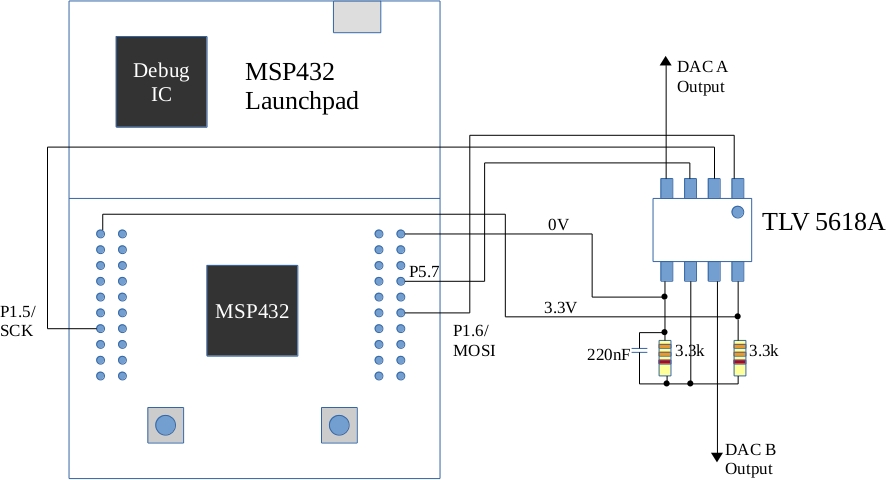 Debug
IC
MSP432
Launchpad
DAC A
Output
TLV 5618A
0V
P5.7
3.3V
P1.5/
SCK
MSP432
P1.6/
MOSI
220nF
3.3k
3.3k
DAC B
Output